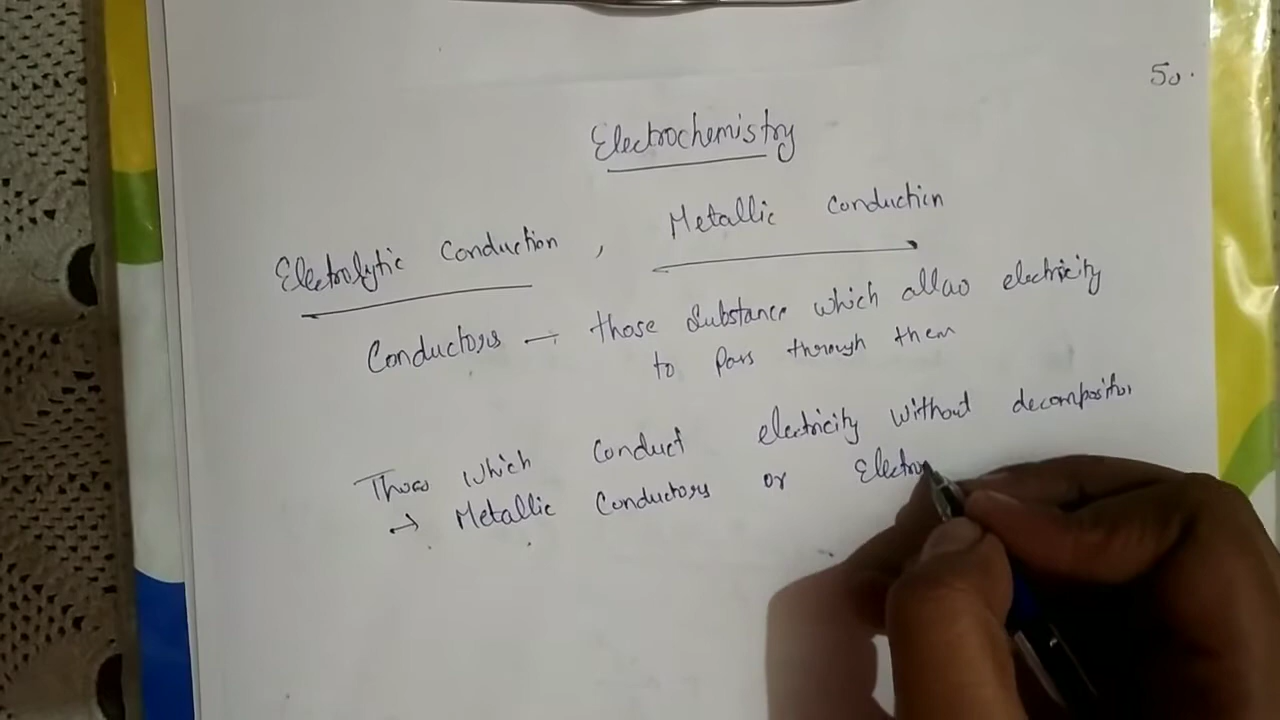 50.
Electrochemistry
Electrolytic Conduction , Metallic Conduction
Conductors — those substance which allow electricity
to pass through them
Those which conduct electricity without decomposition
→ Metallic Conductors or Electro